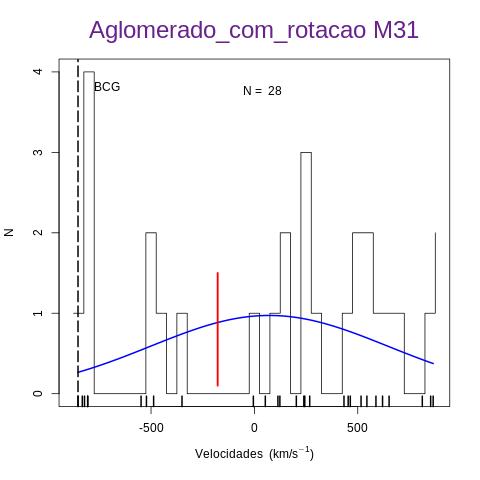 Aglomerado_com_rotacao M31
BCG
N = 28
N
4
3
2
1
0
-500
0
500
Velocidades (km/s⁻¹)